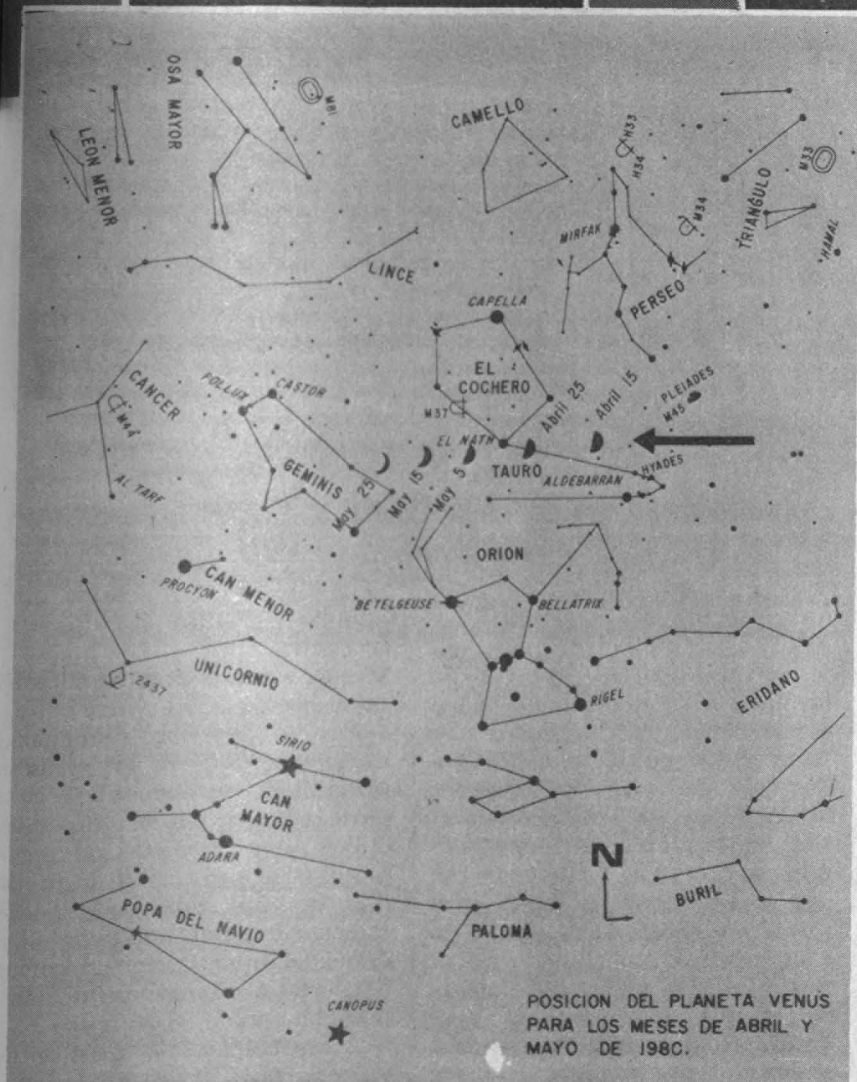 OSA MAYOR
M81
LEON MENOR
CAMELLO
H33
H34
M33
M34
TRIANGULO
HAMAL
MIRFAK
PERSEO
LINCE
CAPELLA
EL
COCHERO
M37
EL NATH
Abril 25
Abril 15
PLEIADES
M45
CANCER
M44
AL TARF
POLLUX
CASTOR
GEMINIS
May 25
May 15
May 5
TAURO
HYADES
ALDEBARRAN
ORION
PROCYON
CAN MENOR
BETELGEUSE
BELLATRIX
UNICORNIO
2437
RIGEL
ERIDANO
SIRIO
CAN
MAYOR
ADARA
N
BURIL
POPA DEL NAVIO
PALOMA
CANOPUS
POSICION DEL PLANETA VENUS
PARA LOS MESES DE ABRIL Y
MAYO DE 1980.